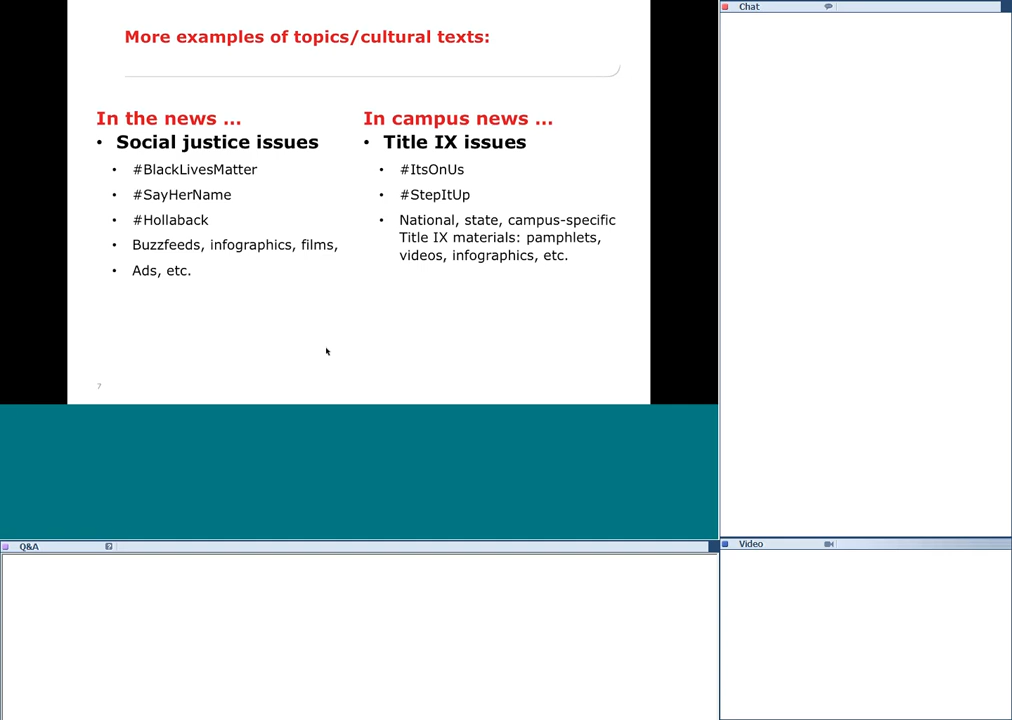 More examples of topics/cultural texts:
In the news ...
• Social justice issues
• #BlackLivesMatter
• #SayHerName
• #Hollaback
• Buzzfeeds, infographics, films,
• Ads, etc.
In campus news ...
• Title IX issues
• #ItsOnUs
• #StepItUp
• National, state, campus-specific
Title IX materials: pamphlets,
videos, infographics, etc.
7
Chat
Q&A
Video